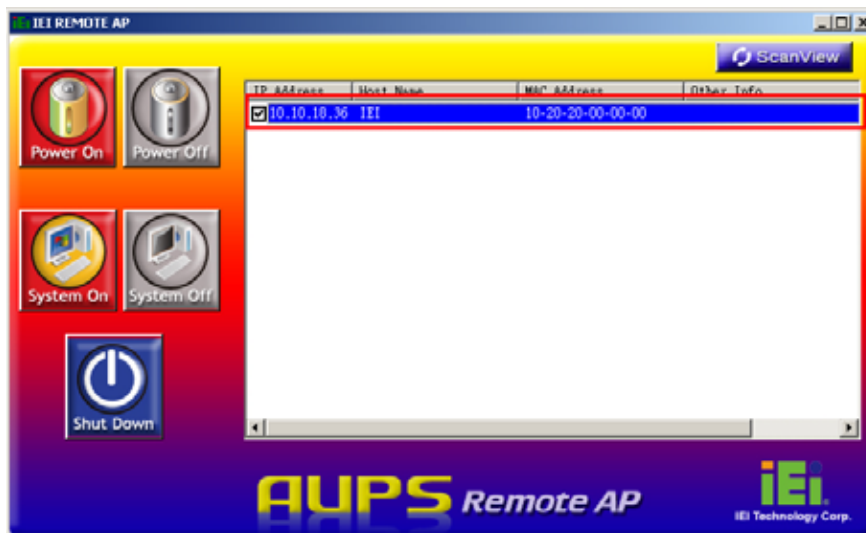 iEi IEI REMOTE AP
ScanView
IP Address Host Name MAC Address Other Info
10.10.18.36 IEI 10-20-20-00-00-00
Power On Power Off
System On System Off
Shut Down
AUPS Remote AP
iEi
IEI Technology Corp.